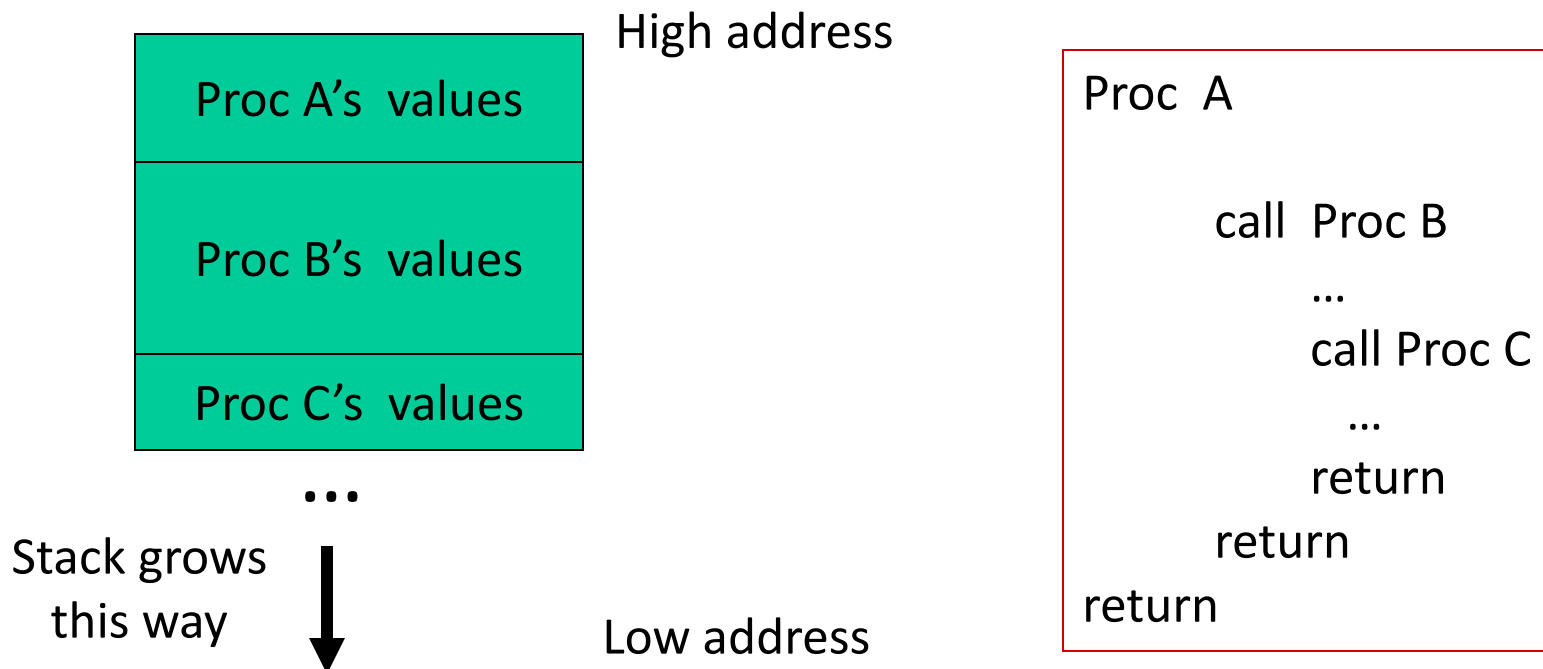 High address
Proc A’s values
Proc B’s values
Proc C’s values
...
Stack grows
this way
Low address
Proc A
call Proc B
...
call Proc C
...
return
return
return